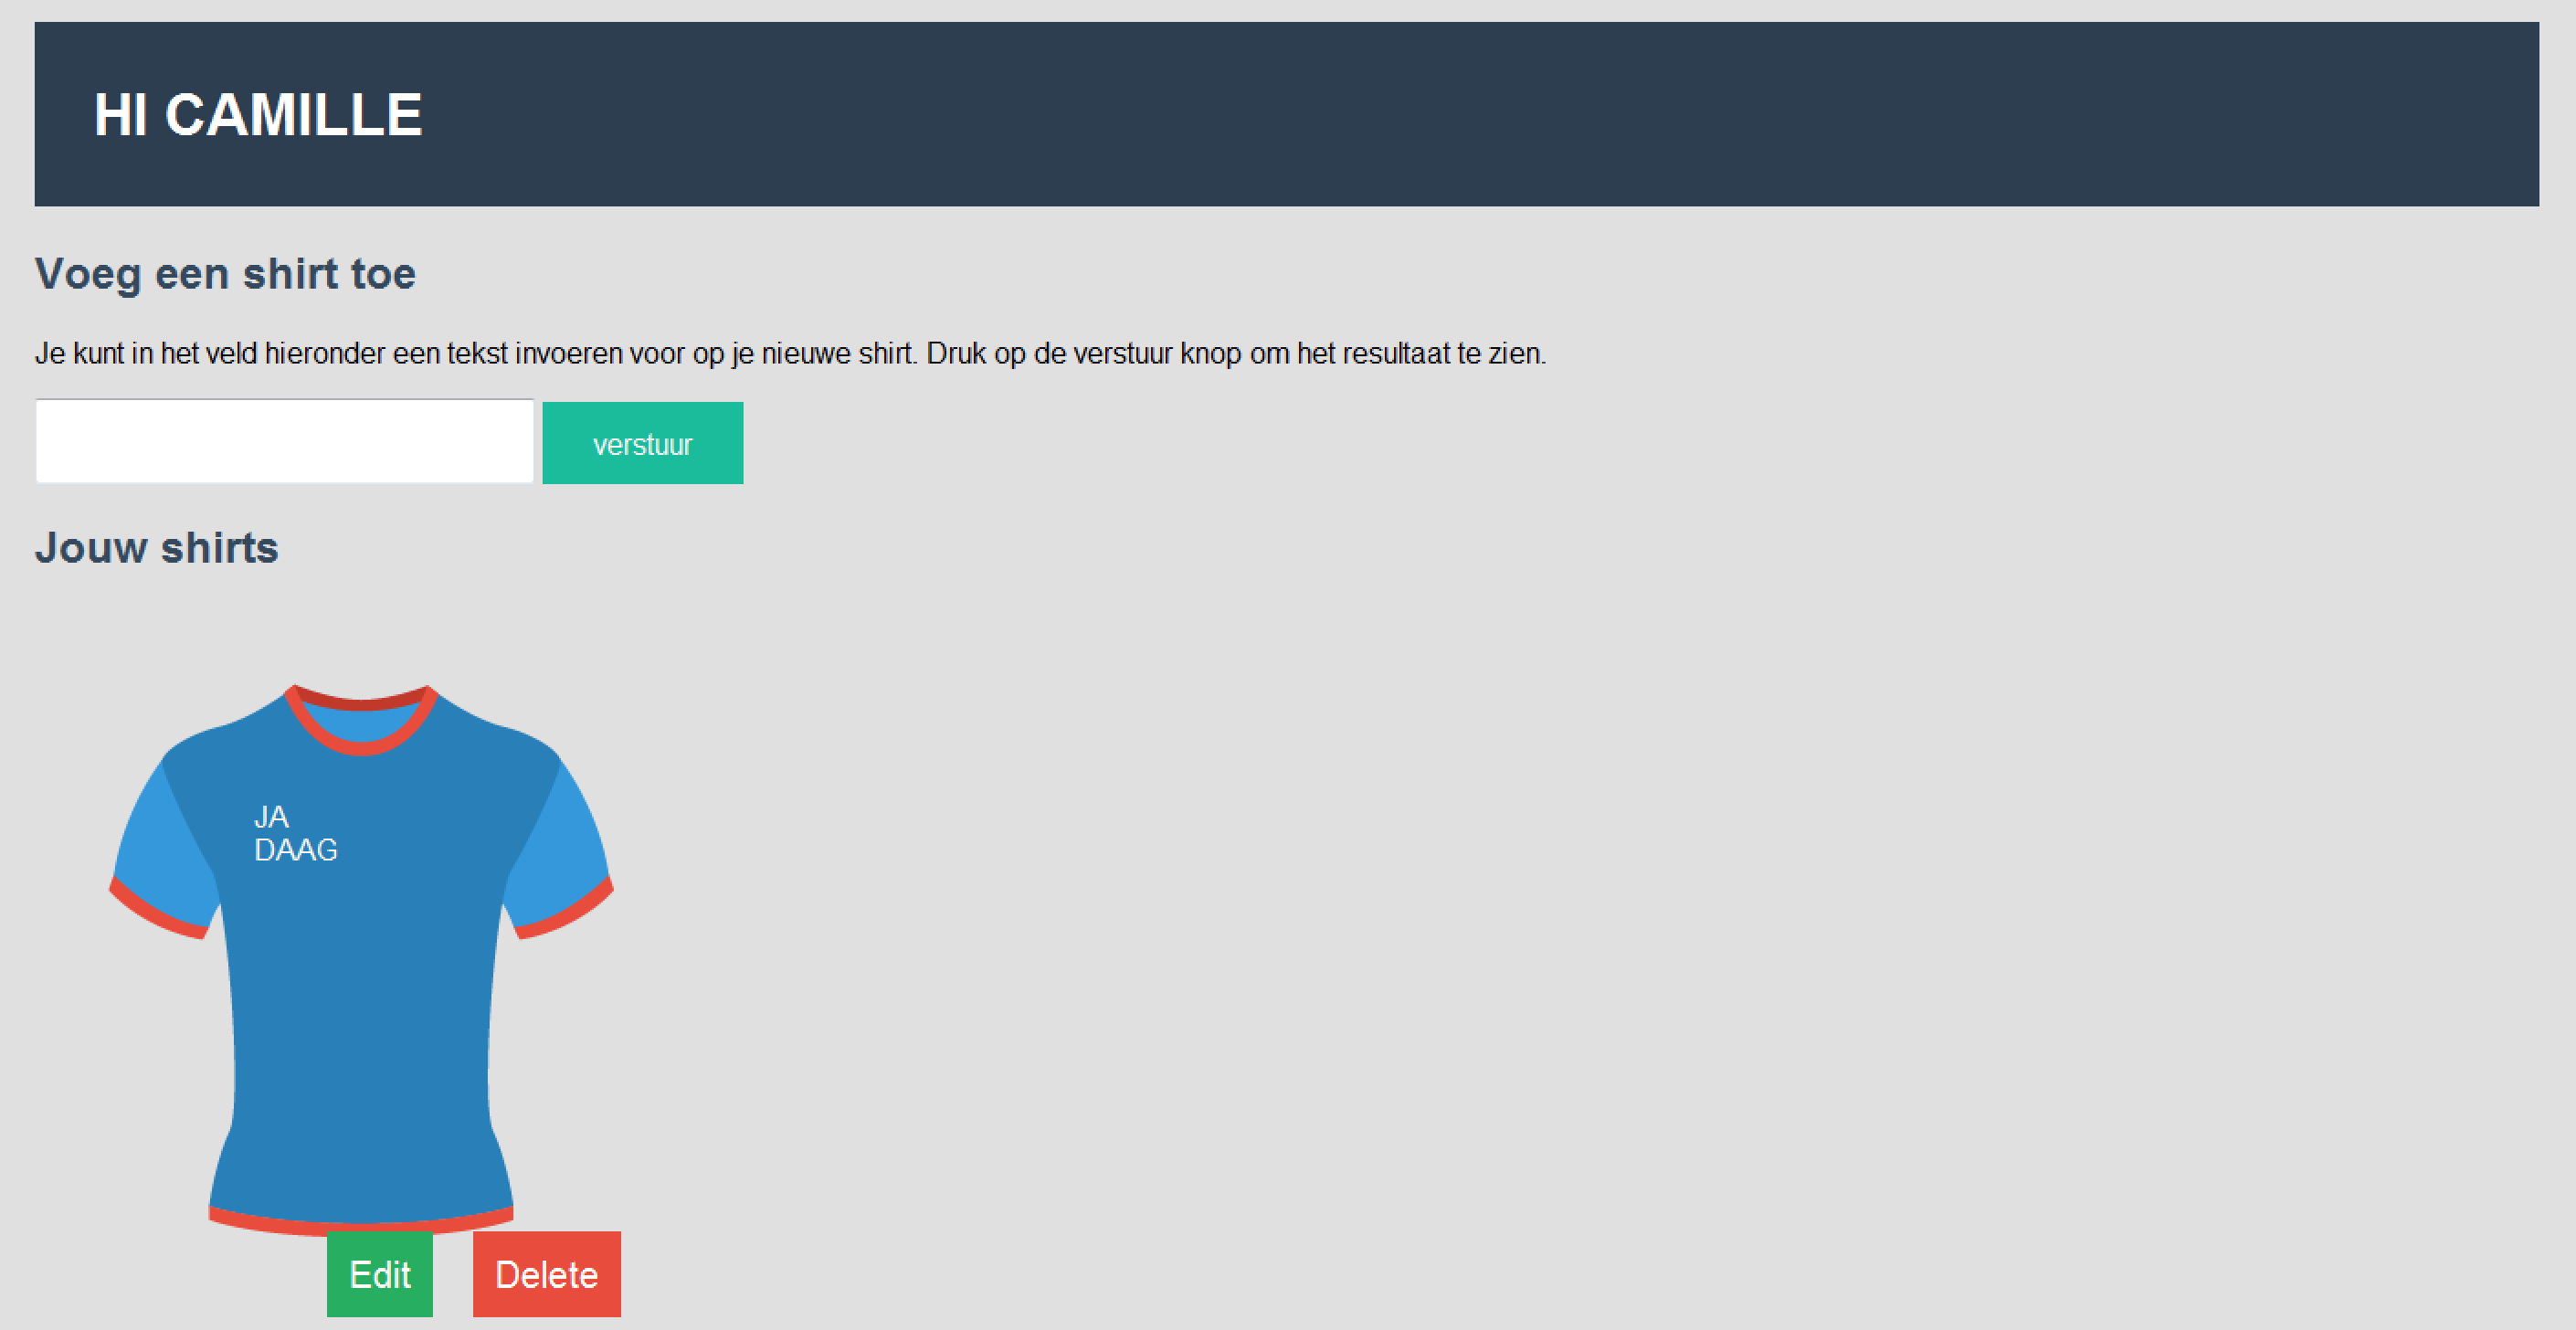 HI CAMILLE
Voeg een shirt toe
Je kunt in het veld hieronder een tekst invoeren voor op je nieuwe shirt. Druk op de verstuur knop om het resultaat te zien.
verstuur
Jouw shirts
JA
DAAG
Edit Delete